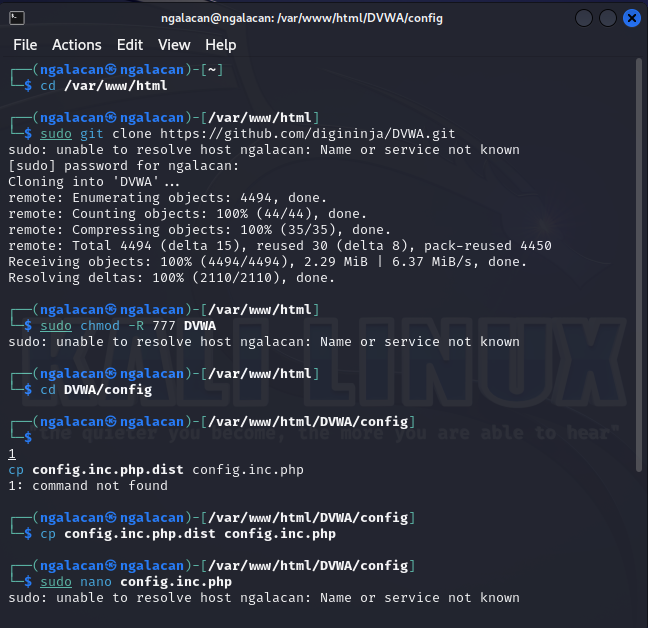 ngalacan@ngalacan: /var/www/html/DVWA/config
File Actions Edit View Help
┌──(ngalacan㉿ngalacan)-[~]
└─$ cd /var/www/html
┌──(ngalacan㉿ngalacan)-[/var/www/html]
└─$ sudo git clone https://github.com/digininja/DVWA.git
sudo: unable to resolve host ngalacan: Name or service not known
[sudo] password for ngalacan:
Cloning into 'DVWA'...
remote: Enumerating objects: 4494, done.
remote: Counting objects: 100% (44/44), done.
remote: Compressing objects: 100% (35/35), done.
remote: Total 4494 (delta 15), reused 30 (delta 8), pack-reused 4450
Receiving objects: 100% (4494/4494), 2.29 MiB | 6.37 MiB/s, done.
Resolving deltas: 100% (2110/2110), done.
┌──(ngalacan㉿ngalacan)-[/var/www/html]
└─$ sudo chmod -R 777 DVWA
sudo: unable to resolve host ngalacan: Name or service not known
KALI LINUX
┌──(ngalacan㉿ngalacan)-[/var/www/html]
└─$ cd DVWA/config
┌──(ngalacan㉿ngalacan)-[/var/www/html/DVWA/config]
└─$
"the quieter you become, the more you are able to hear"
1
cp config.inc.php.dist config.inc.php
1: command not found
┌──(ngalacan㉿ngalacan)-[/var/www/html/DVWA/config]
└─$ cp config.inc.php.dist config.inc.php
┌──(ngalacan㉿ngalacan)-[/var/www/html/DVWA/config]
└─$ sudo nano config.inc.php
sudo: unable to resolve host ngalacan: Name or service not known